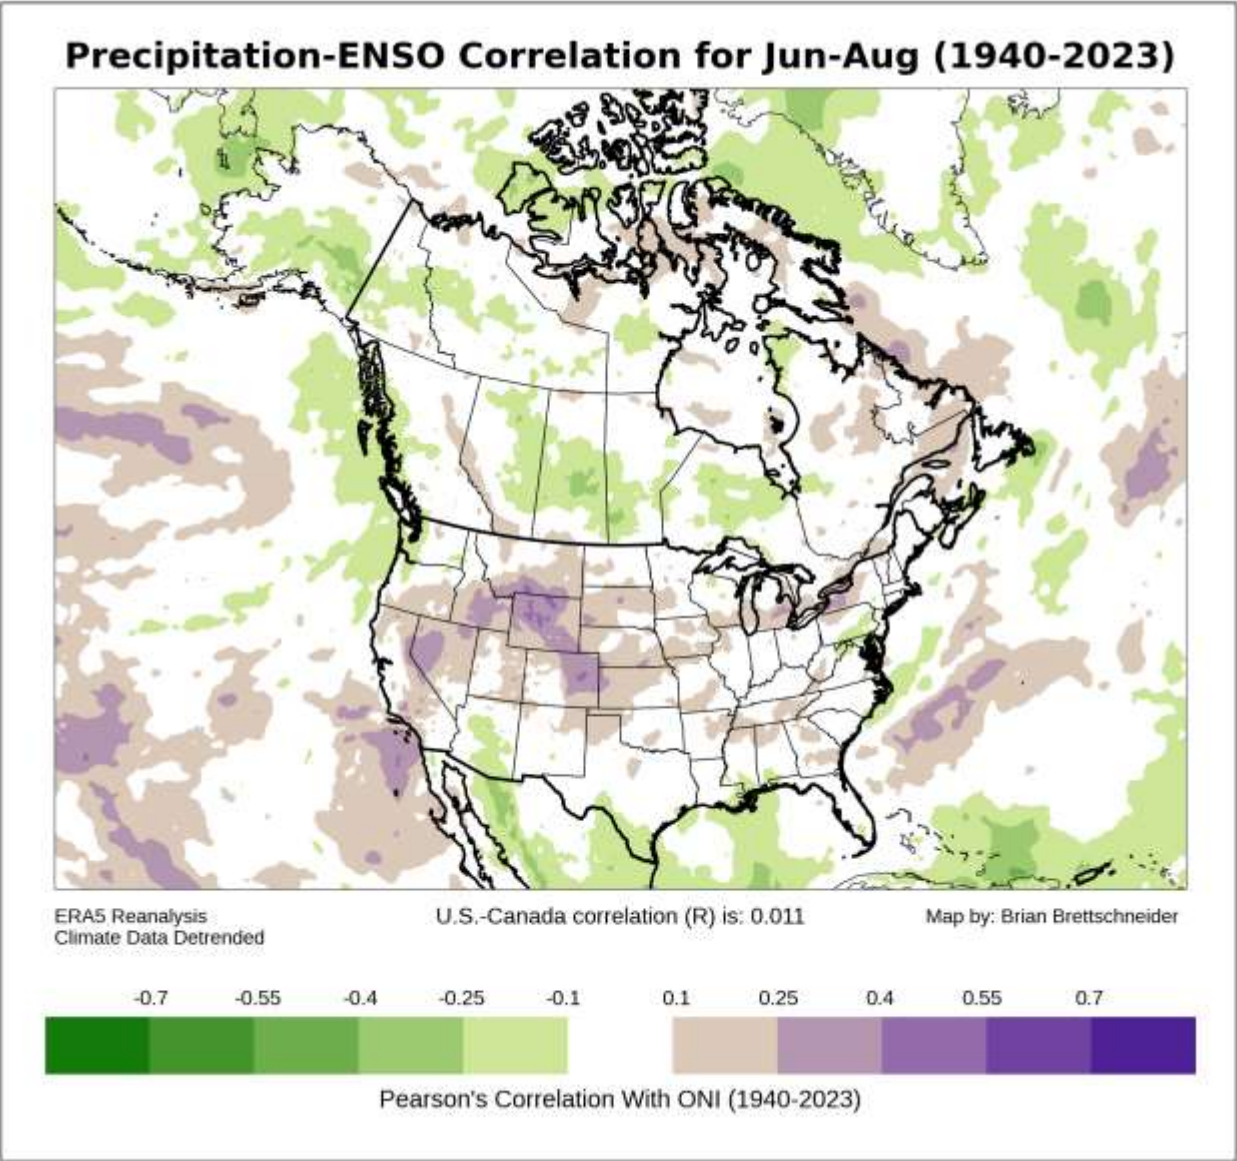 Precipitation-ENSO Correlation for Jun-Aug (1940-2023)
ERA5 Reanalysis
Climate Data Detrended
U.S.-Canada correlation (R) is: 0.011
Map by: Brian Brettschneider
-0.7 -0.55 -0.4 -0.25 -0.1 0.1 0.25 0.4 0.55 0.7
Pearson's Correlation With ONI (1940-2023)